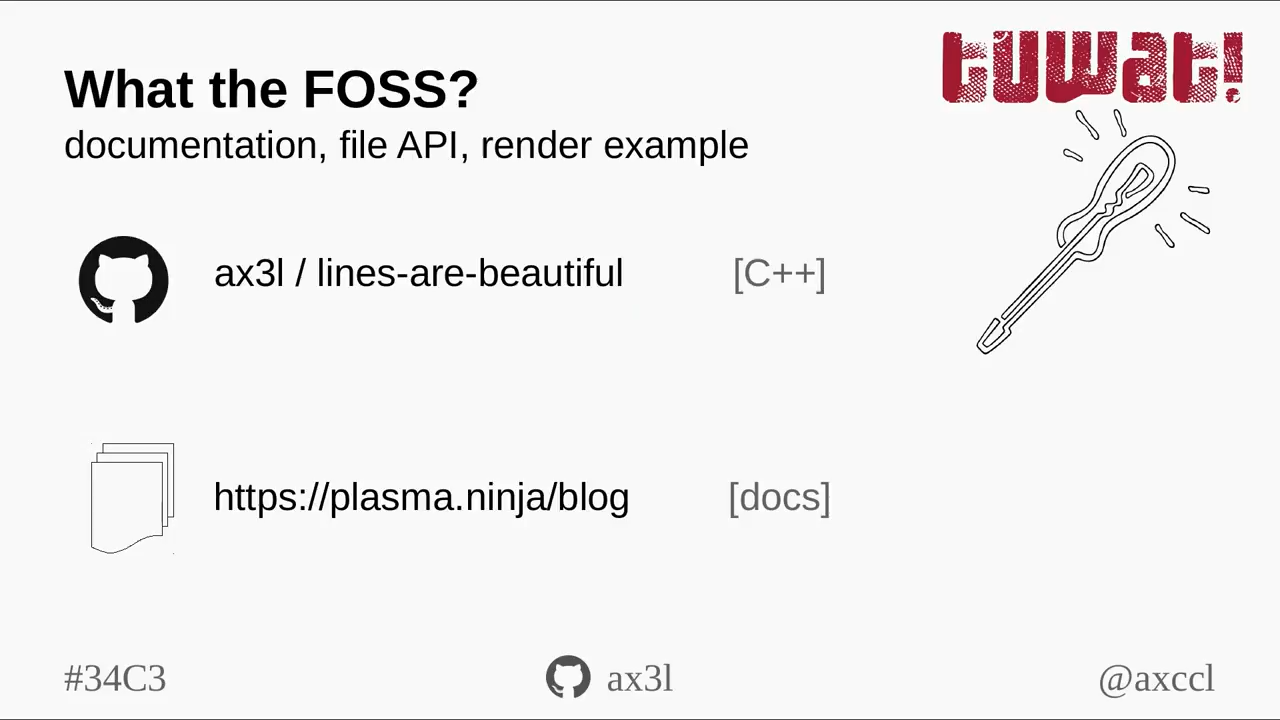 tuwat!
What the FOSS?
documentation, file API, render example
ax3l / lines-are-beautiful [C++]
https://plasma.ninja/blog [docs]
#34C3 ax3l @axccl